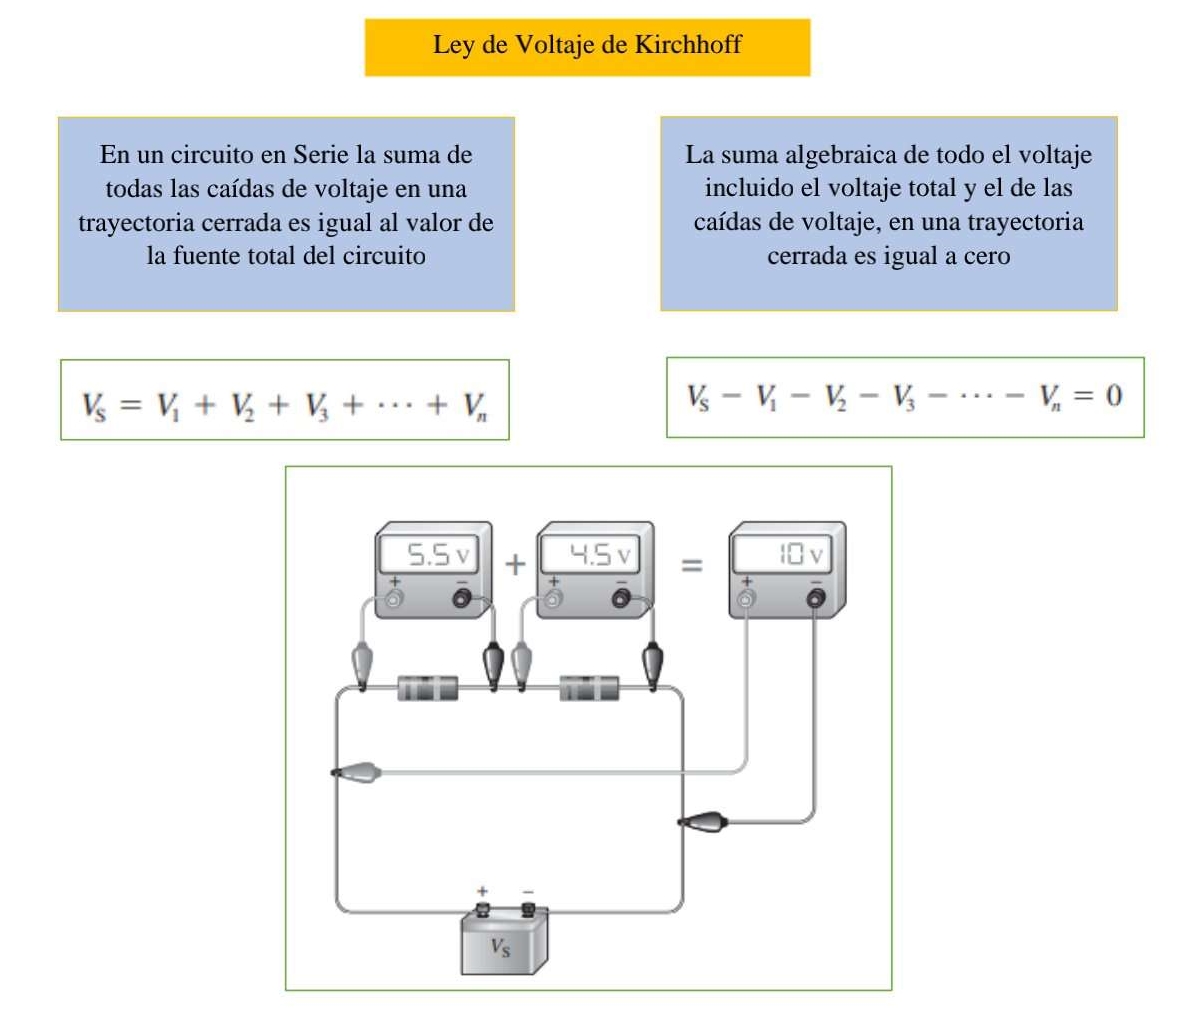 Ley de Voltaje de Kirchhoff
En un circuito en Serie la suma de
todas las caídas de voltaje en una
trayectoria cerrada es igual al valor de
la fuente total del circuito
La suma algebraica de todo el voltaje
incluido el voltaje total y el de las
caídas de voltaje, en una trayectoria
cerrada es igual a cero
V_S = V_1 + V_2 + V_3 + ⋯ + V_n
V_S − V_1 − V_2 − V_3 − ⋯ − V_n = 0
5.5 V + 4.5 V = 10 V
+ − + − + −
+ −
V_S